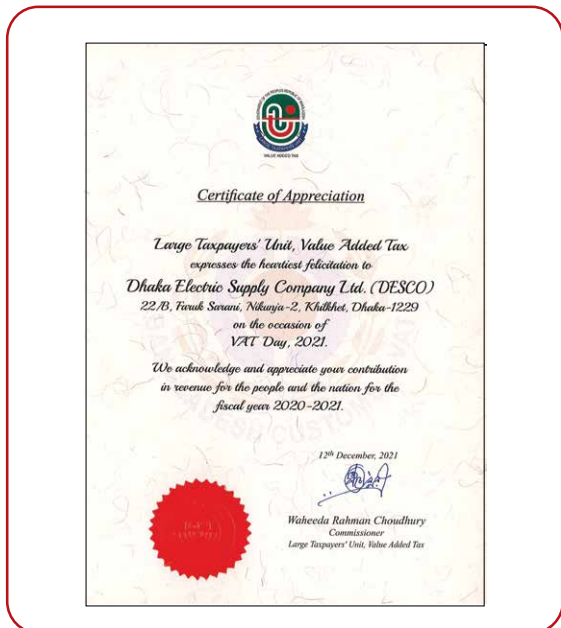 VALUE ADDED TAX
Certificate of Appreciation
Large Taxpayers' Unit, Value Added Tax
expresses the heartiest felicitation to
Dhaka Electric Supply Company Ltd. (DESCO)
22/B, Faruk Sarani, Nikunja-2, Khilkhet, Dhaka-1229
on the occasion of
VAT Day, 2021.
We acknowledge and appreciate your contribution
in revenue for the people and the nation for the
fiscal year 2020-2021.
12th December, 2021
Waheeda Rahman Choudhury
Commissioner
Large Taxpayers' Unit, Value Added Tax